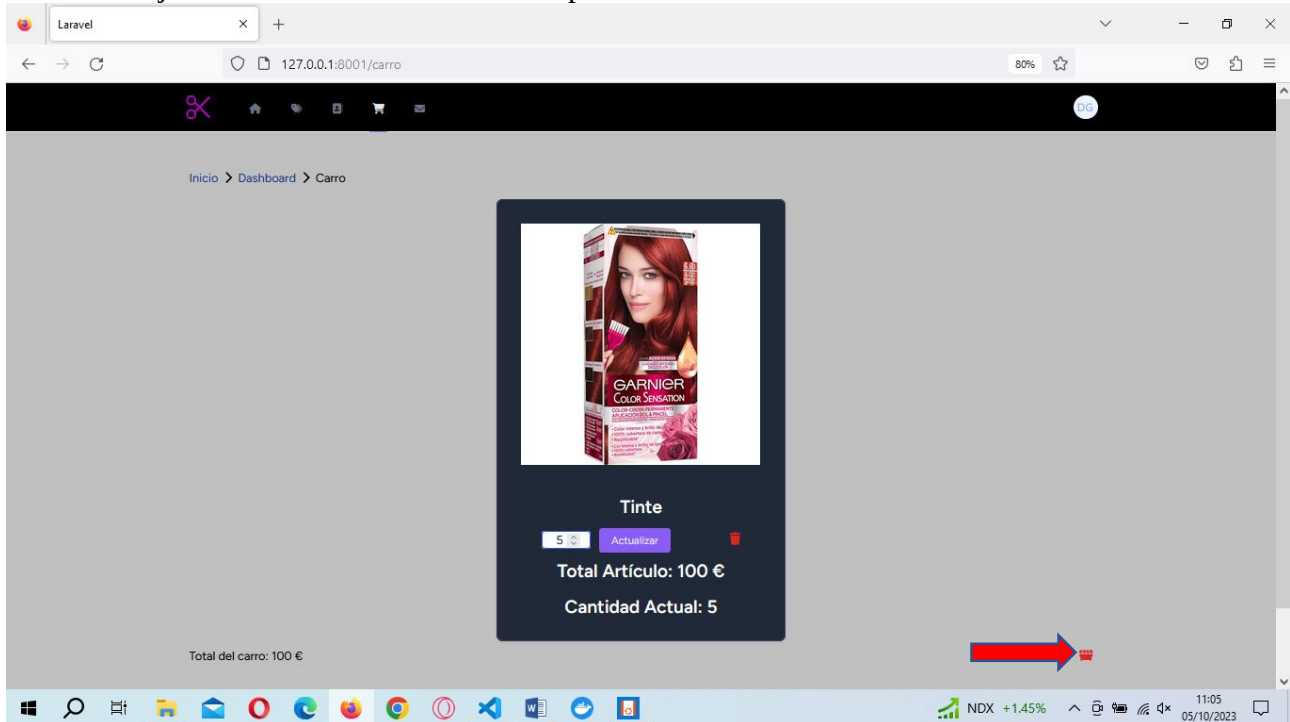 Laravel
127.0.0.1:8001/carro
80%
DG
Inicio Dashboard Carro
GARNIER
COLOR SENSATION
Tinte
5 Actualizar
Total Artículo: 100 €
Cantidad Actual: 5
Total del carro: 100 €
NDX +1.45%
11:05
05/10/2023